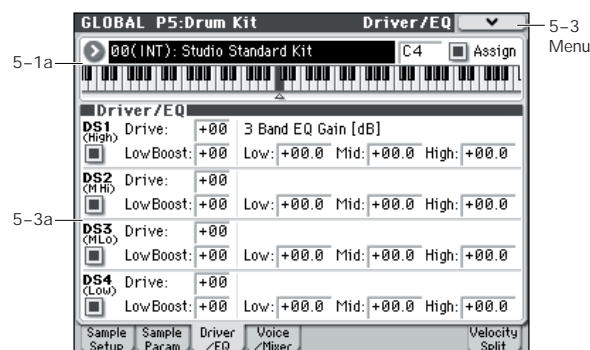 GLOBAL P5:Drum Kit Driver/EQ
5–3
Menu
00(INT): Studio Standard Kit C4 Assign
5–1a
Driver/EQ
DS1 (High) Drive: +00 3 Band EQ Gain [dB]
LowBoost: +00 Low: +00.0 Mid: +00.0 High: +00.0
DS2 (M Hi) Drive: +00
LowBoost: +00 Low: +00.0 Mid: +00.0 High: +00.0
5–3a
DS3 (MLo) Drive: +00
LowBoost: +00 Low: +00.0 Mid: +00.0 High: +00.0
DS4 (Low) Drive: +00
LowBoost: +00 Low: +00.0 Mid: +00.0 High: +00.0
Sample Sample Driver Voice Velocity
Setup Param /EQ /Mixer Split